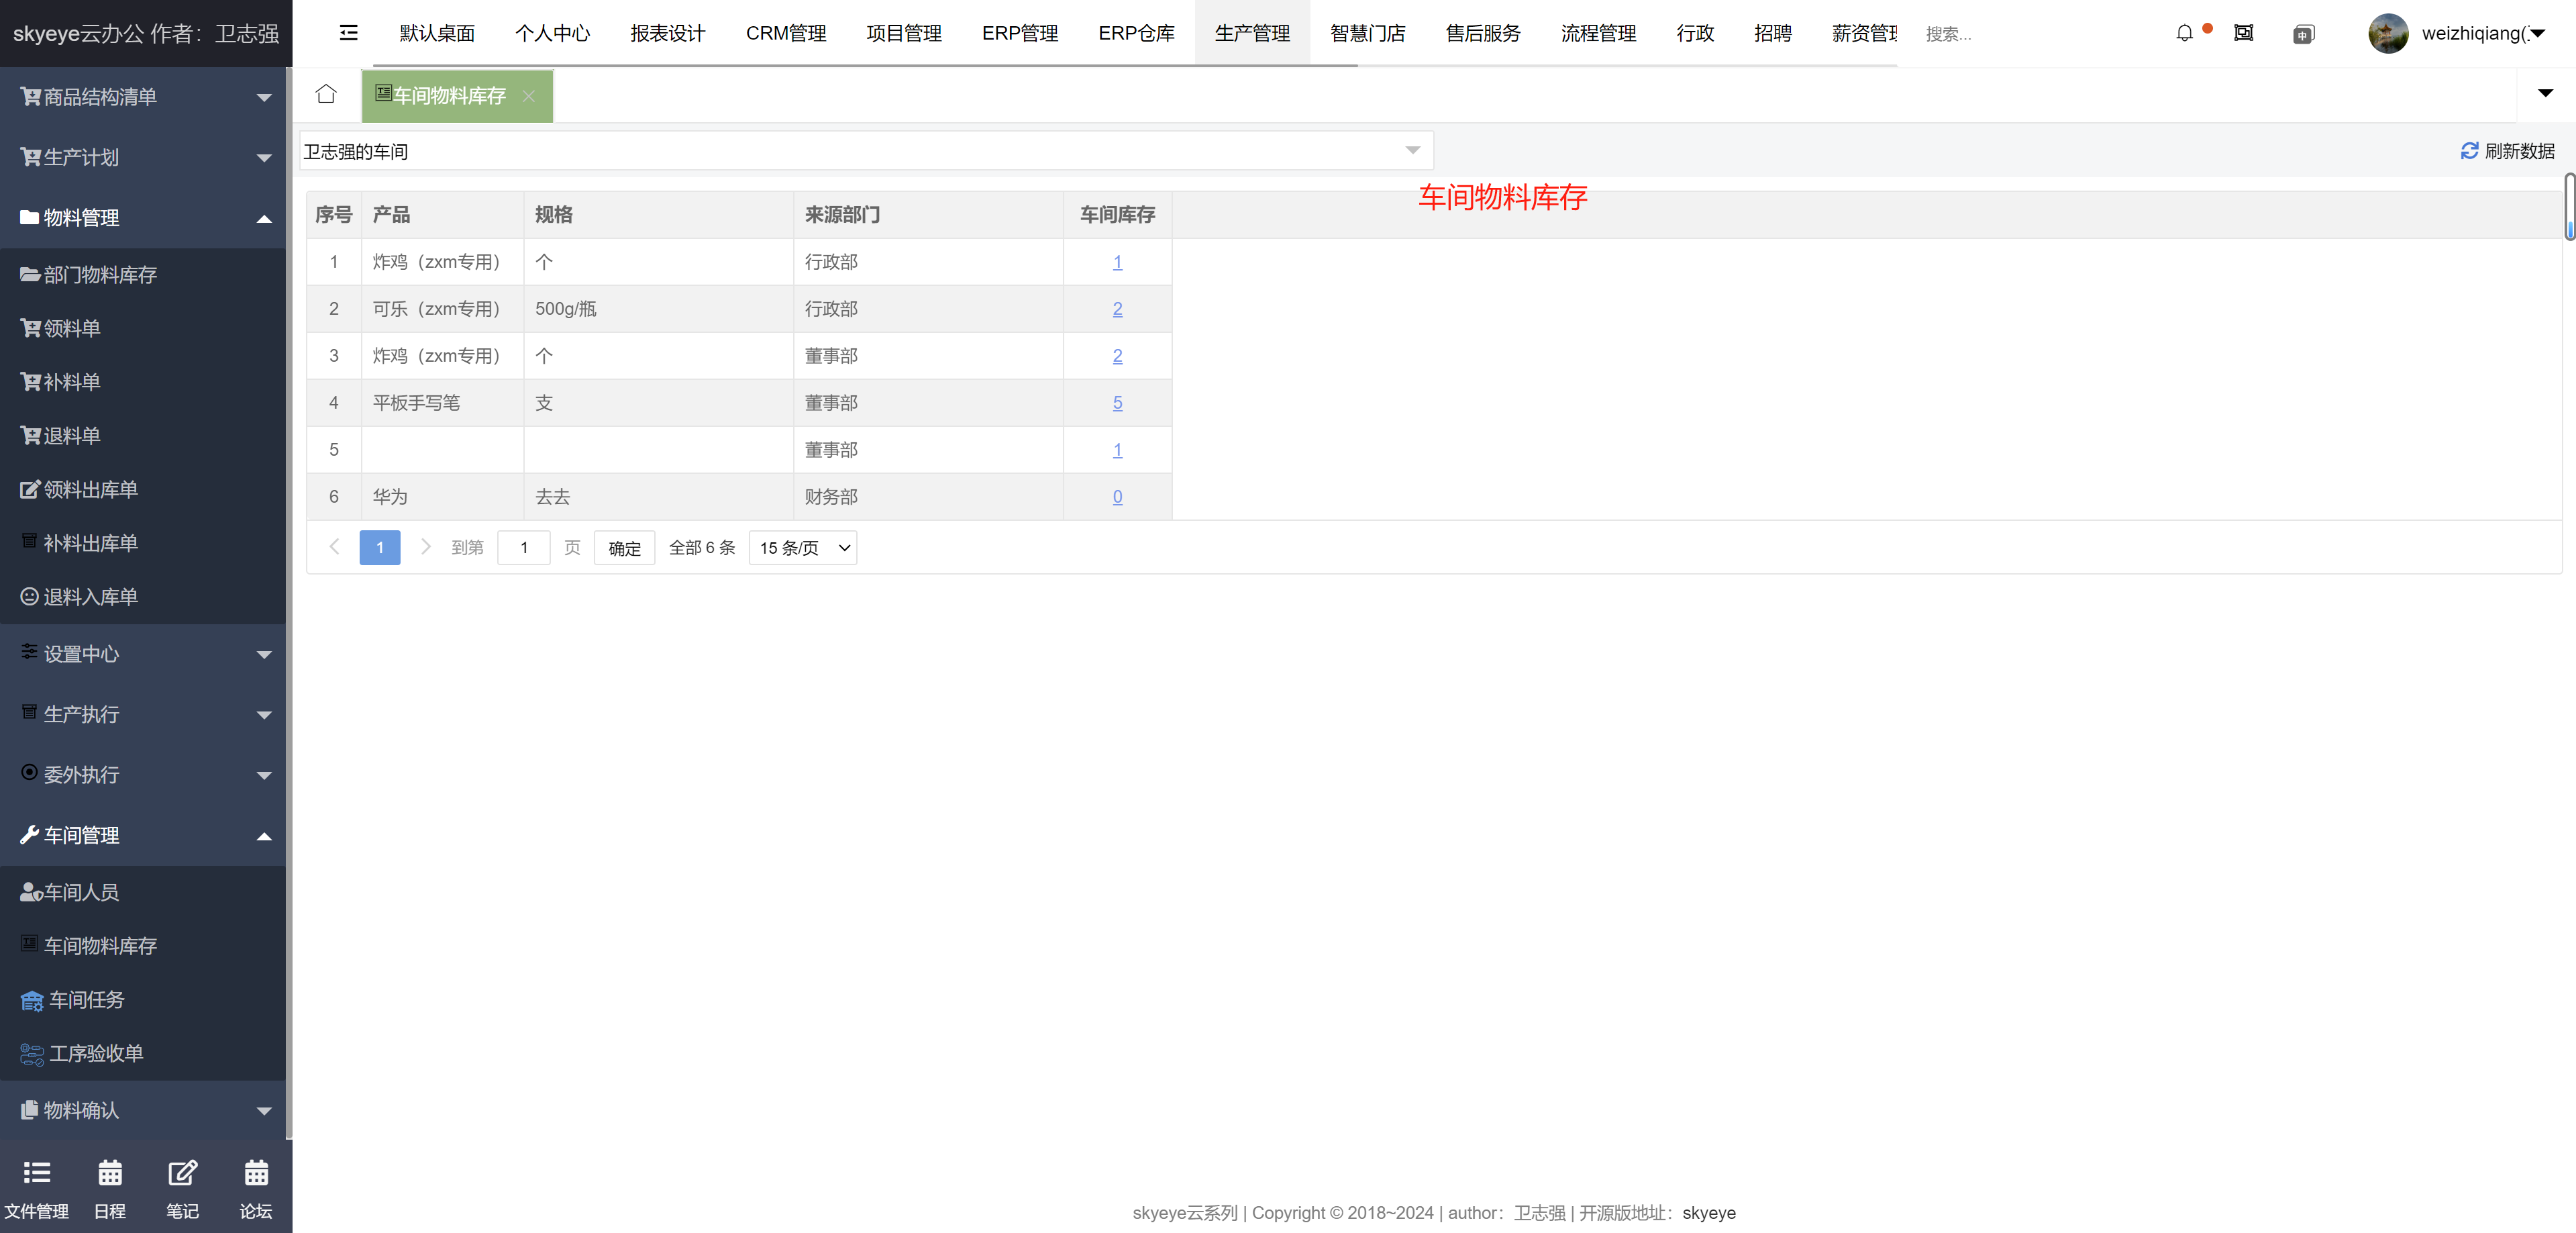 skyeye云办公 作者：卫志强
默认桌面 个人中心 报表设计 CRM管理 项目管理 ERP管理 ERP仓库 生产管理 智慧门店 售后服务 流程管理 行政 招聘 薪资管理 搜索... weizhiqiang(
商品结构清单
生产计划
物料管理
部门物料库存
领料单
补料单
退料单
领料出库单
补料出库单
退料入库单
设置中心
生产执行
委外执行
车间管理
车间人员
车间物料库存
车间任务
工序验收单
物料确认
文件管理 日程 笔记 论坛
车间物料库存
卫志强的车间
刷新数据
车间物料库存
序号 产品 规格 来源部门 车间库存
1 炸鸡（zxm专用） 个 行政部 1
2 可乐（zxm专用） 500g/瓶 行政部 2
3 炸鸡（zxm专用） 个 董事部 2
4 平板手写笔 支 董事部 5
5 董事部 1
6 华为 去去 财务部 0
1 到第 1 页 确定 全部 6 条 15 条/页
skyeye云系列 | Copyright © 2018~2024 | author：卫志强 | 开源版地址：skyeye